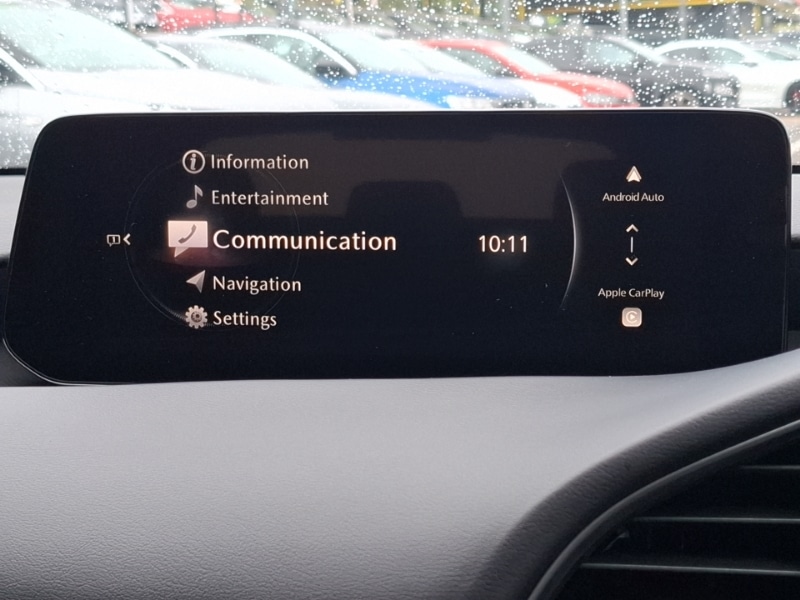 Information
Entertainment
Communication
Navigation
Settings
10:11
Android Auto
Apple CarPlay